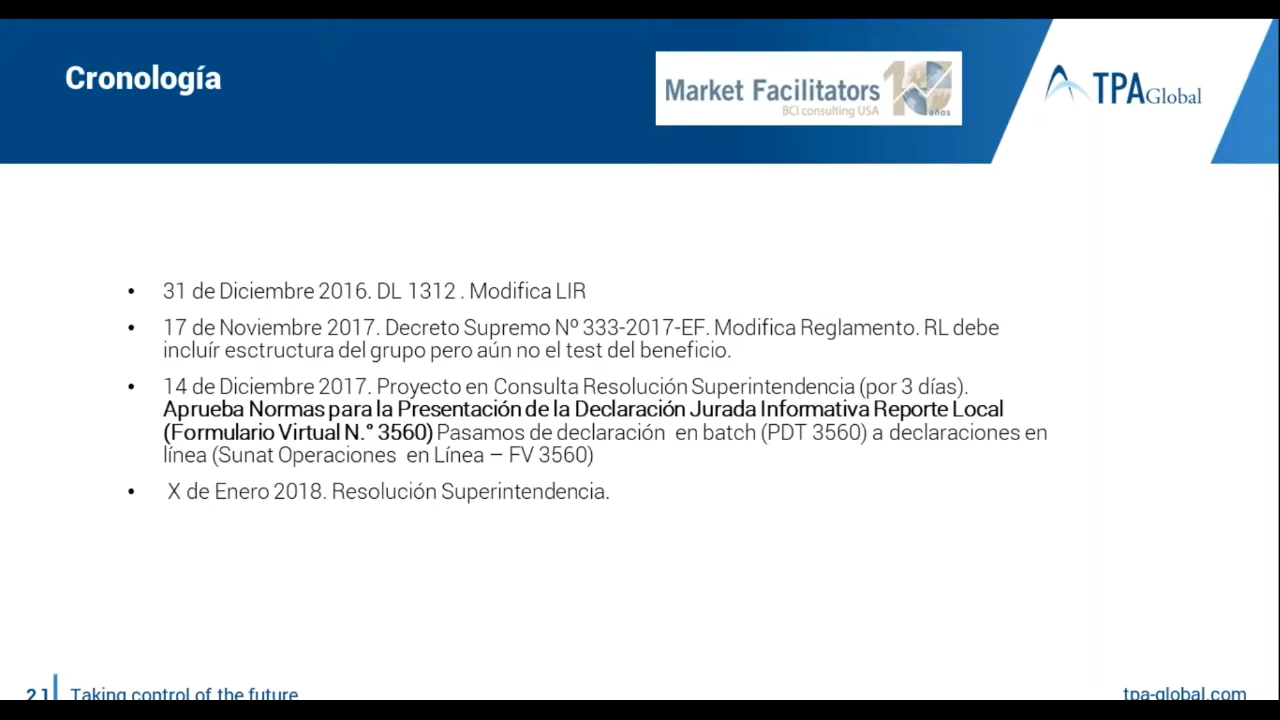 Cronología
Market Facilitators
BCI consulting USA
10
años
TPA Global
• 31 de Diciembre 2016. DL 1312 . Modifica LIR
• 17 de Noviembre 2017. Decreto Supremo Nº 333-2017-EF. Modifica Reglamento. RL debe
incluír esctructura del grupo pero aún no el test del beneficio.
• 14 de Diciembre 2017. Proyecto en Consulta Resolución Superintendencia (por 3 días).
Aprueba Normas para la Presentación de la Declaración Jurada Informativa Reporte Local
(Formulario Virtual N.° 3560) Pasamos de declaración en batch (PDT 3560) a declaraciones en
línea (Sunat Operaciones en Línea – FV 3560)
• X de Enero 2018. Resolución Superintendencia.
21 Taking control of the future
tpa-global.com